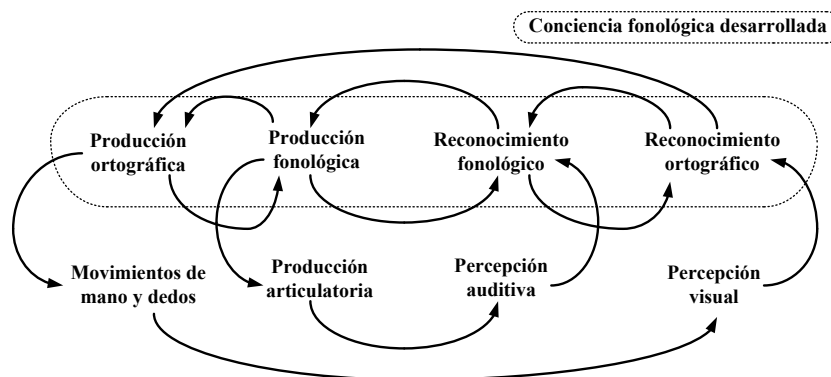 Conciencia fonológica desarrollada
Producción
ortográfica
Producción
fonológica
Reconocimiento
fonológico
Reconocimiento
ortográfico
Movimientos de
mano y dedos
Producción
articulatoria
Percepción
auditiva
Percepción
visual